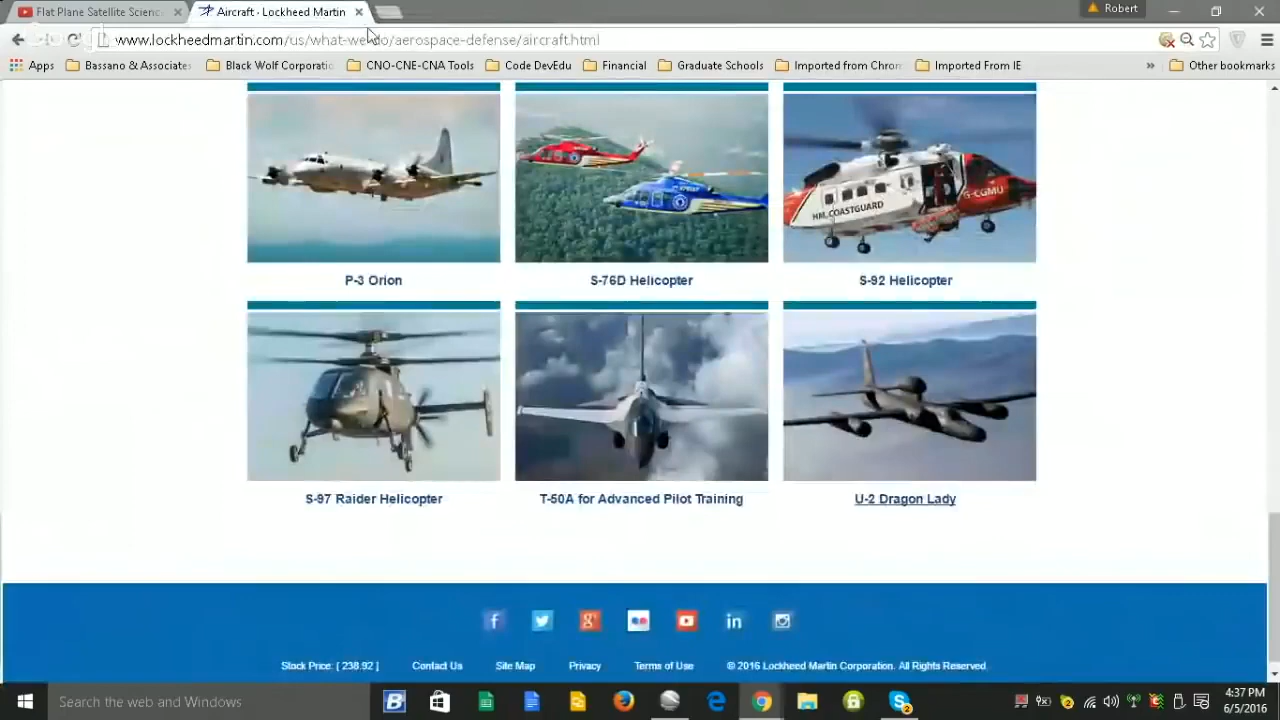 Flat Plane Satellite Scienc
Aircraft · Lockheed Martin
Robert
www.lockheedmartin.com/us/what-we-do/aerospace-defense/aircraft.html
Apps
Bassano & Associates
Black Wolf Corporatio
CNO-CNE-CNA Tools
Code DevEdu
Financial
Graduate Schools
Imported from Chrom
Imported From IE
Other bookmarks
HM COASTGUARD
G-CGMU
P-3 Orion
S-76D Helicopter
S-92 Helicopter
S-97 Raider Helicopter
T-50A for Advanced Pilot Training
U-2 Dragon Lady
Stock Price: [ 238.92 ]
Contact Us
Site Map
Privacy
Terms of Use
© 2016 Lockheed Martin Corporation. All Rights Reserved.
Search the web and Windows
4:37 PM
6/5/2016